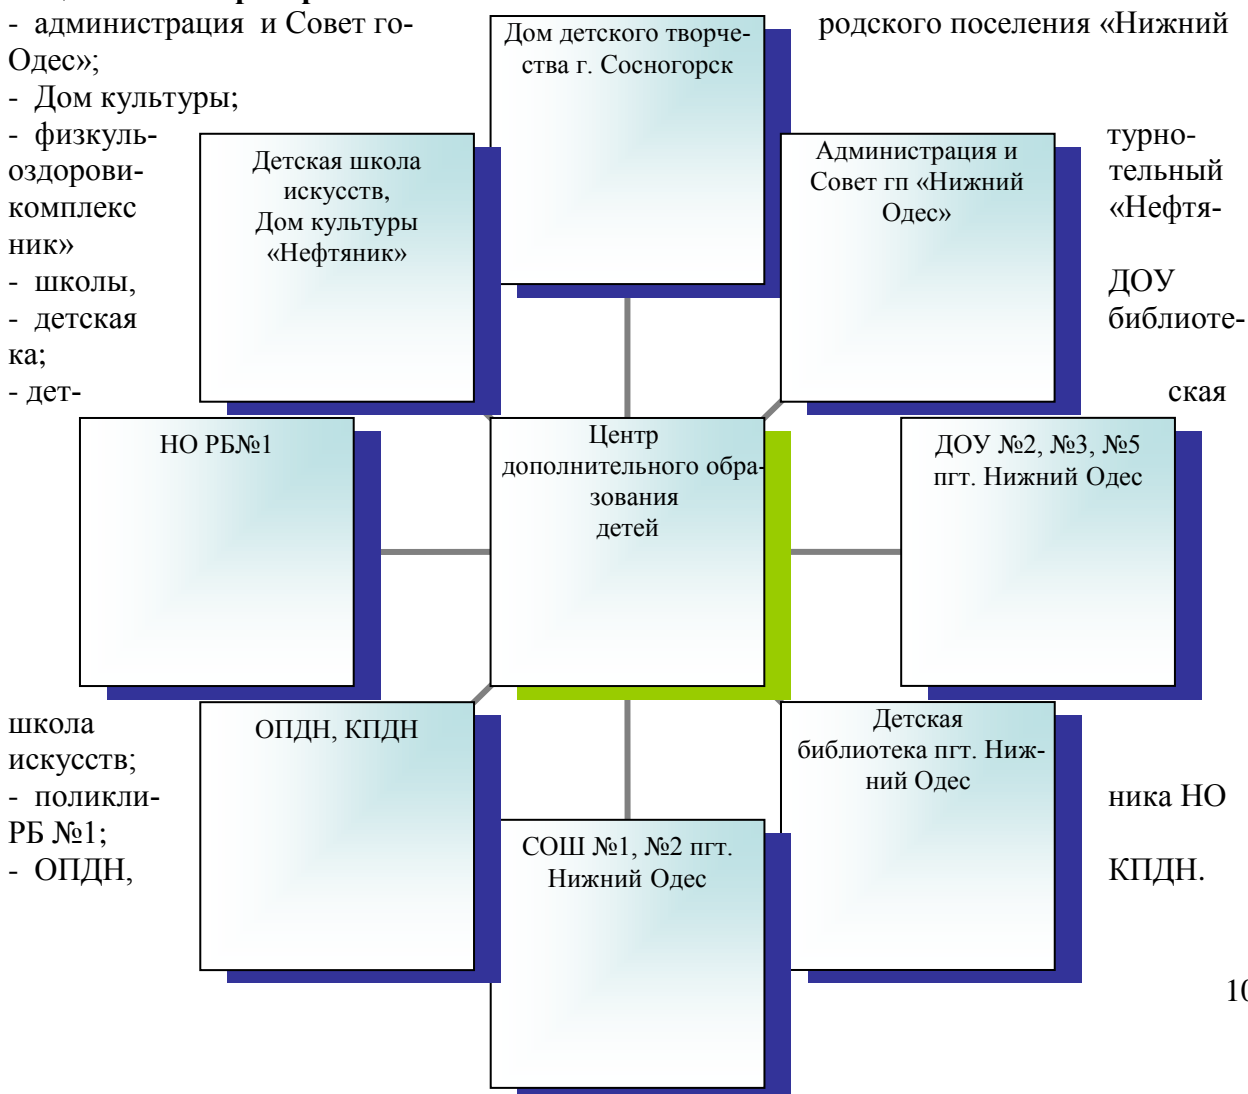 - администрация и Совет го- родского поселения «Нижний
Одес»;
- Дом культуры;
- физкуль- турно-
оздорови- тельный
комплекс «Нефтя-
ник»
- школы, ДОУ
- детская библиоте-
ка;
- дет- ская
школа
искусств;
- поликли- ника НО
РБ №1;
- ОПДН, КПДН.
Дом детского творче-
ства г. Сосногорск
Детская школа
искусств,
Дом культуры
«Нефтяник»
Администрация и
Совет гп «Нижний
Одес»
НО РБ№1
Центр
дополнительного обра-
зования
детей
ДОУ №2, №3, №5
пгт. Нижний Одес
ОПДН, КПДН
Детская
библиотека пгт. Ниж-
ний Одес
СОШ №1, №2 пгт.
Нижний Одес
10